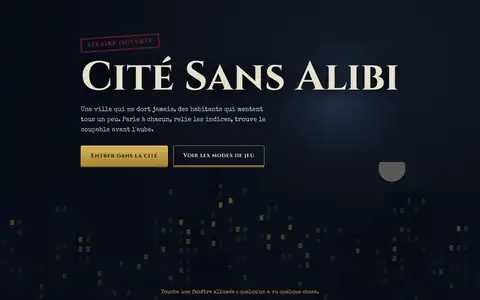 AFFAIRE OUVERTE
CITÉ SANS ALIBI
Une ville qui ne dort jamais, des habitants qui mentent
tous un peu. Parle à chacun, relie les indices, trouve le
coupable avant l'aube.
ENTRER DANS LA CITÉ
VOIR LES MODES DE JEU
Touche une fenêtre allumée : quelqu'un a vu quelque chose.